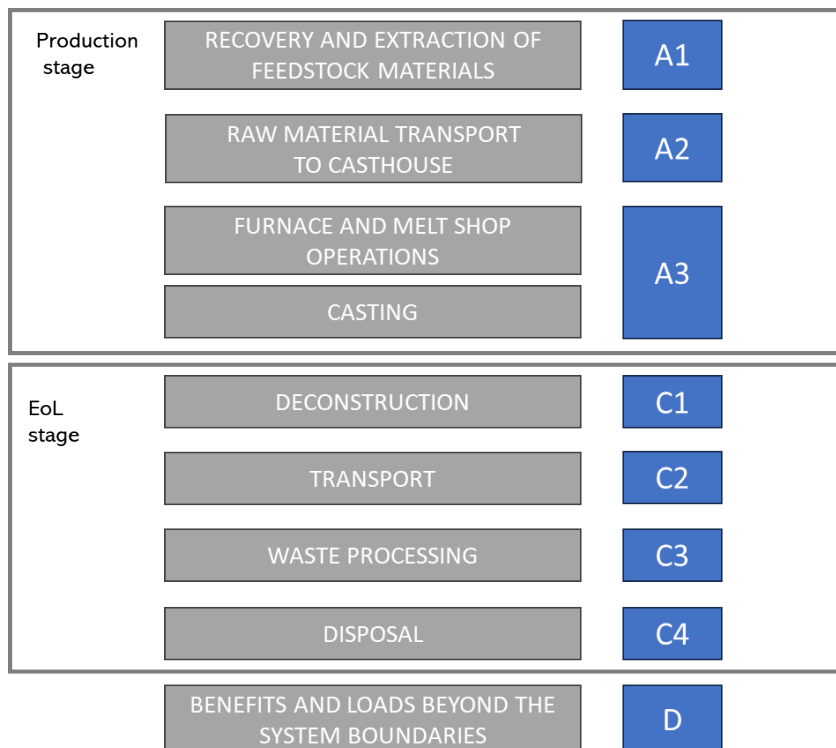 Production
stage
RECOVERY AND EXTRACTION OF
FEEDSTOCK MATERIALS
A1
RAW MATERIAL TRANSPORT
TO CASTHOUSE
A2
FURNACE AND MELT SHOP
OPERATIONS
A3
CASTING
EoL
stage
DECONSTRUCTION
C1
TRANSPORT
C2
WASTE PROCESSING
C3
DISPOSAL
C4
BENEFITS AND LOADS BEYOND THE
SYSTEM BOUNDARIES
D